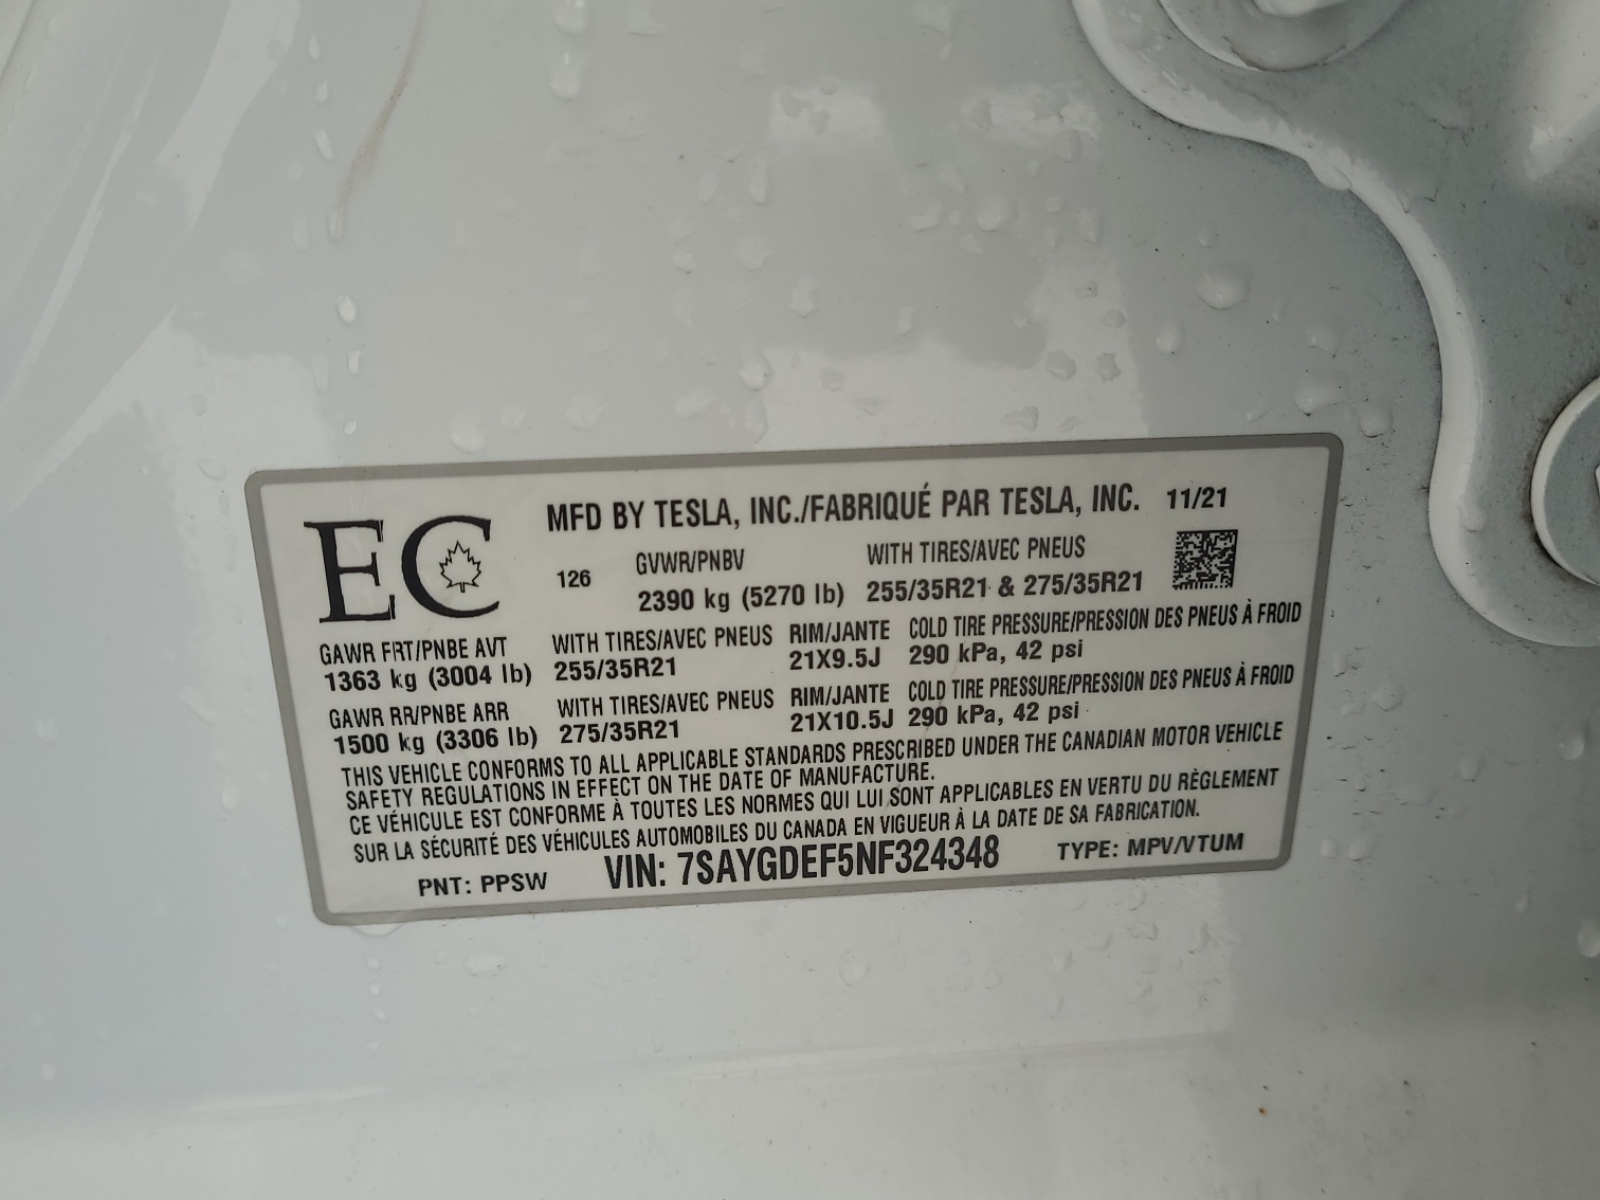 EC
MFD BY TESLA, INC./FABRIQUÉ PAR TESLA, INC. 11/21
126
GVWR/PNBV
2390 kg (5270 lb)
WITH TIRES/AVEC PNEUS
255/35R21 & 275/35R21
GAWR FRT/PNBE AVT
1363 kg (3004 lb)
WITH TIRES/AVEC PNEUS
255/35R21
RIM/JANTE
21X9.5J
COLD TIRE PRESSURE/PRESSION DES PNEUS À FROID
290 kPa, 42 psi
GAWR RR/PNBE ARR
1500 kg (3306 lb)
WITH TIRES/AVEC PNEUS
275/35R21
RIM/JANTE
21X10.5J
COLD TIRE PRESSURE/PRESSION DES PNEUS À FROID
290 kPa, 42 psi
THIS VEHICLE CONFORMS TO ALL APPLICABLE STANDARDS PRESCRIBED UNDER THE CANADIAN MOTOR VEHICLE
SAFETY REGULATIONS IN EFFECT ON THE DATE OF MANUFACTURE.
CE VÉHICULE EST CONFORME À TOUTES LES NORMES QUI LUI SONT APPLICABLES EN VERTU DU RÈGLEMENT
SUR LA SÉCURITÉ DES VÉHICULES AUTOMOBILES DU CANADA EN VIGUEUR À LA DATE DE SA FABRICATION.
PNT: PPSW VIN: 7SAYGDEF5NF324348 TYPE: MPV/VTUM